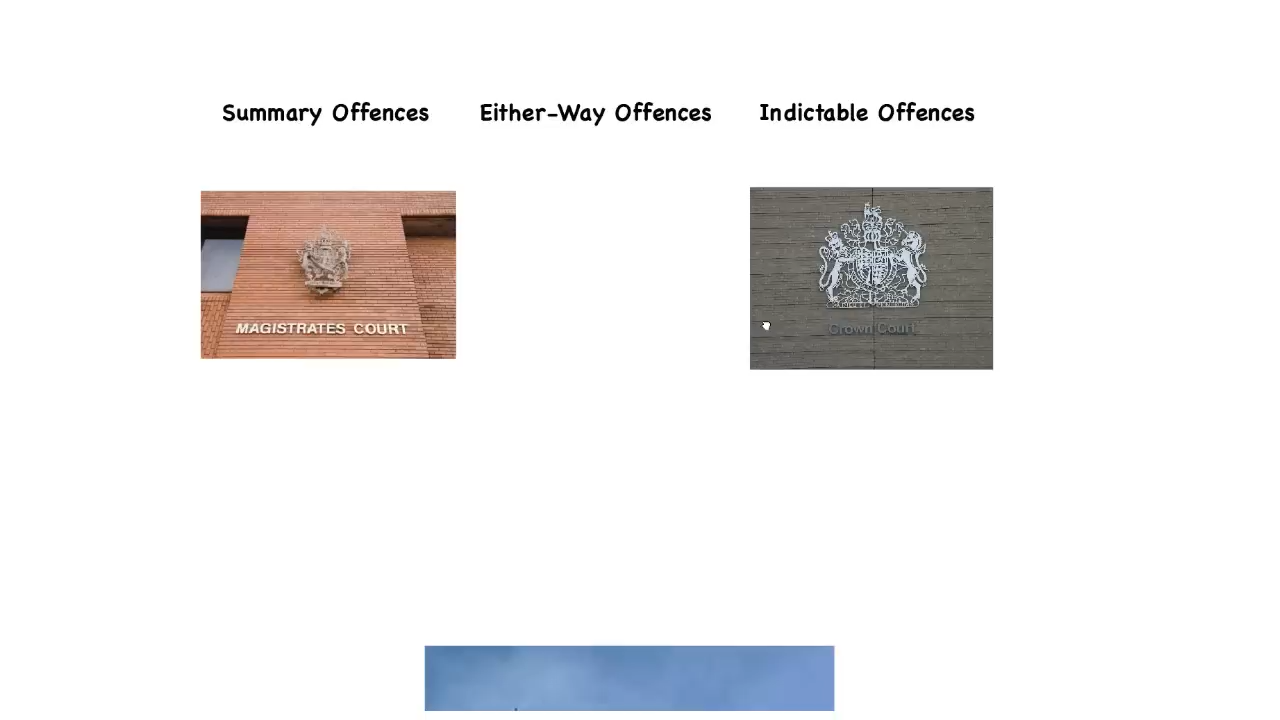 Summary Offences Either-Way Offences Indictable Offences
MAGISTRATES COURT
Crown Court